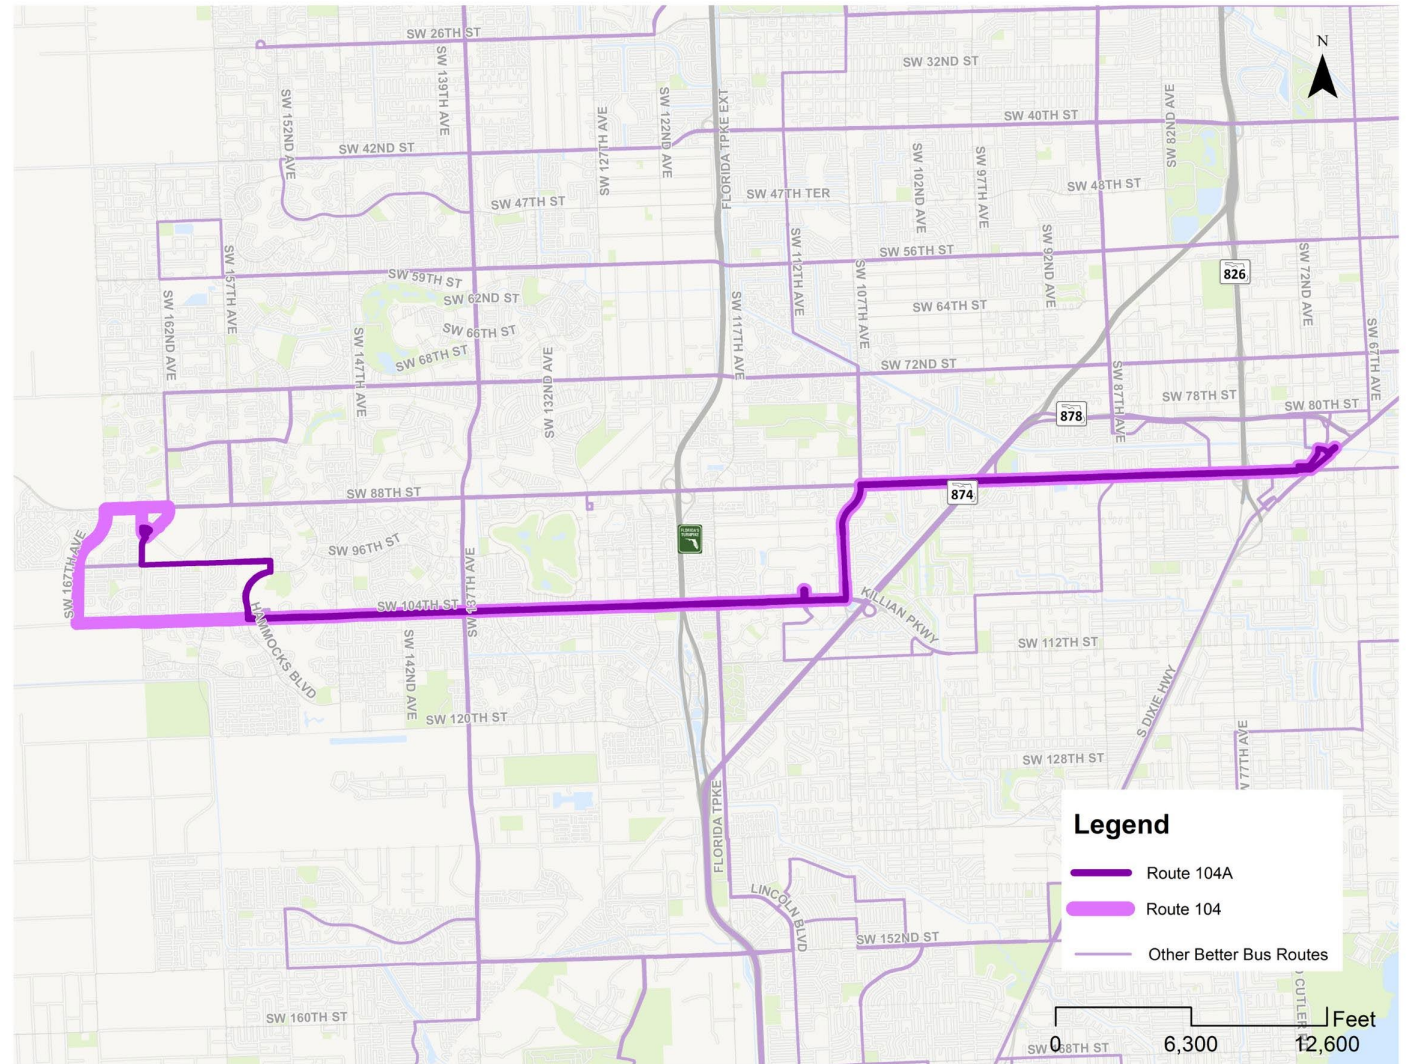 SW 26TH ST
N
SW 139TH AVE
SW 32ND ST
SW 152ND AVE
SW 127TH AVE
SW 122ND AVE
FLORIDA TPKE EXT
SW 82ND AVE
SW 40TH ST
SW 42ND ST
SW 102ND AVE
SW 97TH AVE
SW 47TH TER
SW 48TH ST
SW 47TH ST
SW 112TH AVE
SW 92ND AVE
SW 56TH ST
SW 157TH AVE
SW 107TH AVE
SW 72ND AVE
826
SW 59TH ST
SW 62ND ST
SW 162ND AVE
SW 117TH AVE
SW 64TH ST
SW 67TH AVE
SW 147TH AVE
SW 66TH ST
SW 68TH ST
SW 132ND AVE
SW 72ND ST
SW 87TH AVE
SW 78TH ST
SW 80TH ST
878
SW 88TH ST
874
FLORIDA'S
TURNPIKE
SW 167TH AVE
SW 96TH ST
SW 137TH AVE
SW 104TH ST
HAMMOCKS BLVD
SW 142ND AVE
KILLIAN PKWY
SW 112TH ST
S DIXIE HWY
SW 120TH ST
SW 128TH ST
W 77TH AVE
FLORIDA TPKE
LINCOLN BLVD
SW 152ND ST
SW 160TH ST
Legend
Route 104A
Route 104
Other Better Bus Routes
CUTLER
Feet
0
6,300
12,600
SW 168TH ST